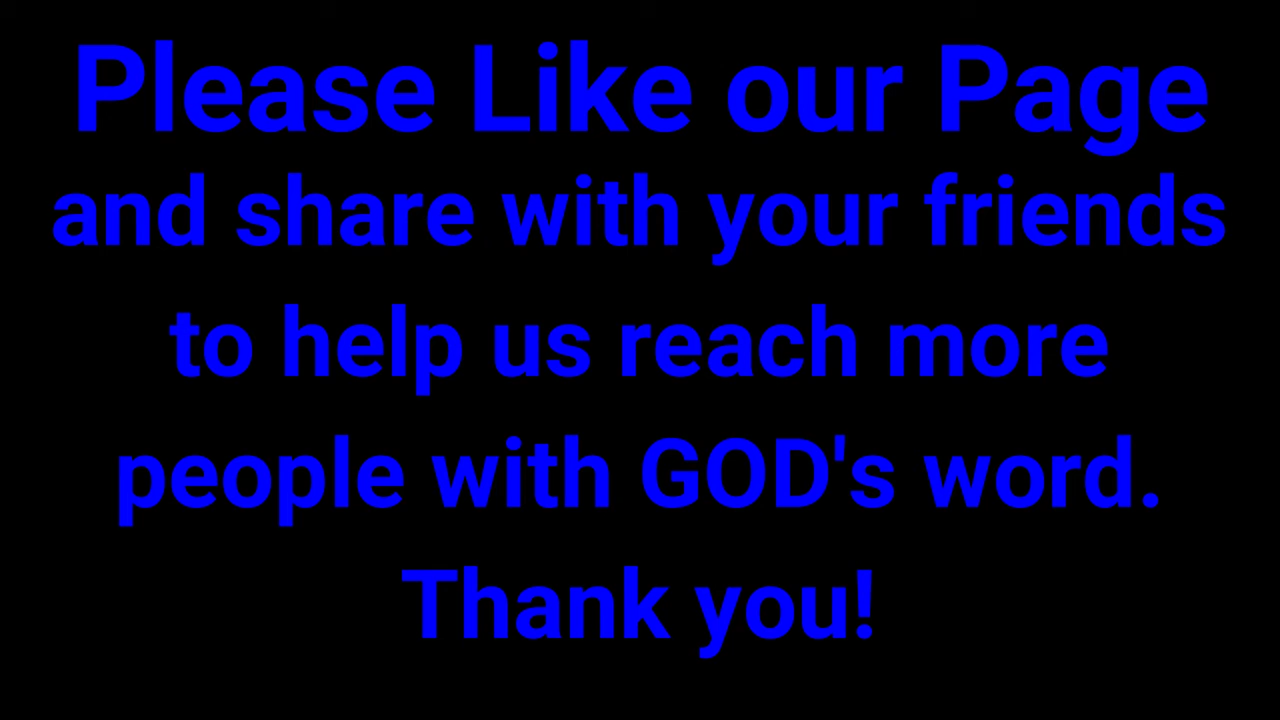 Please Like our Page
and share with your friends
to help us reach more
people with GOD's word.
Thank you!